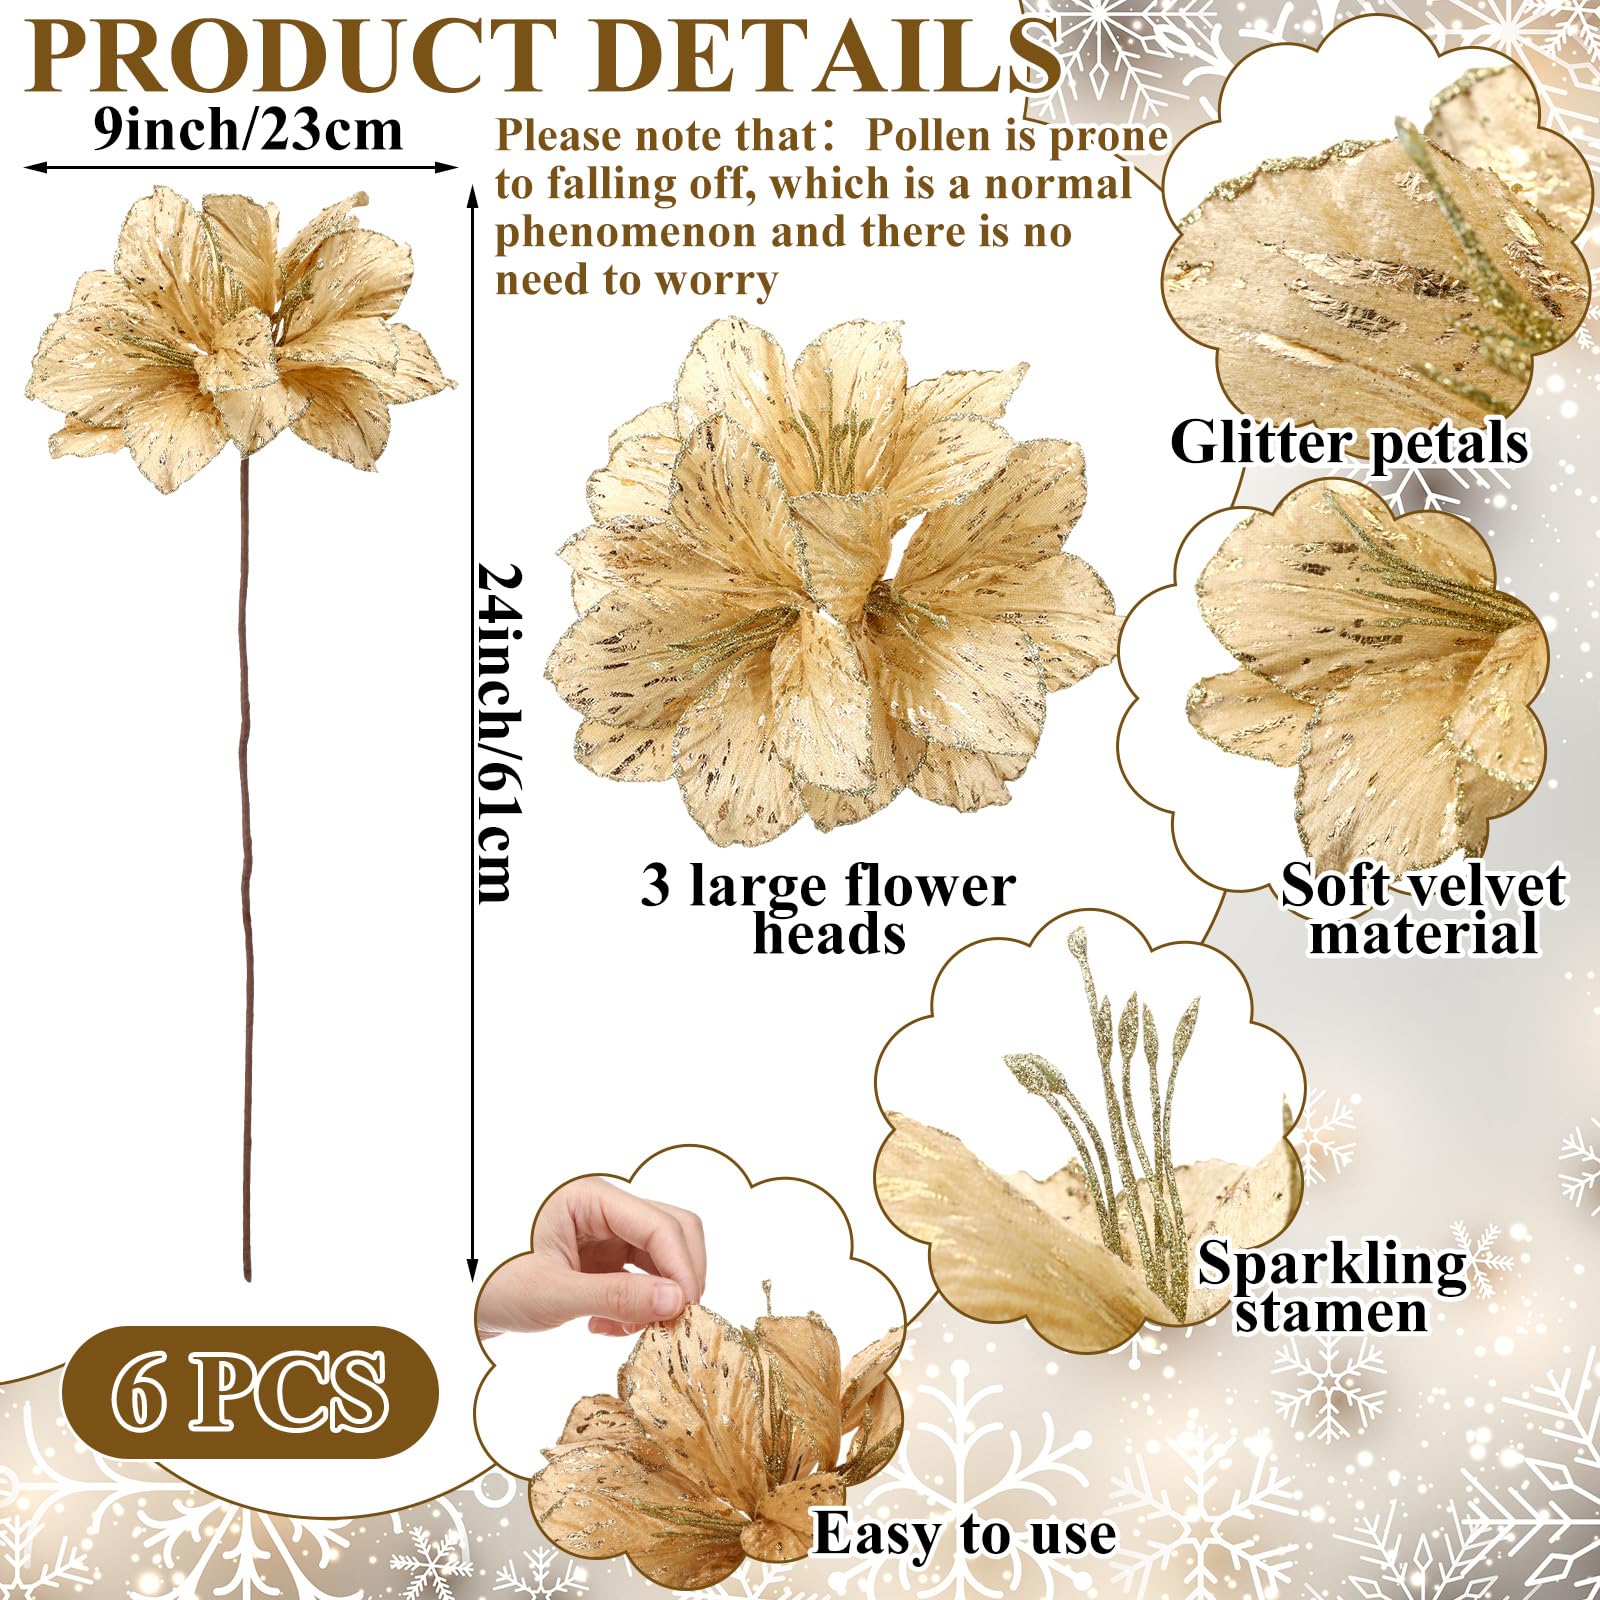 PRODUCT DETAILS
9inch/23cm
Please note that：Pollen is prone
to falling off, which is a normal
phenomenon and there is no
need to worry
24inch/61cm
Glitter petals
3 large flower
heads
Soft velvet
material
Sparkling
stamen
6 PCS
Easy to use